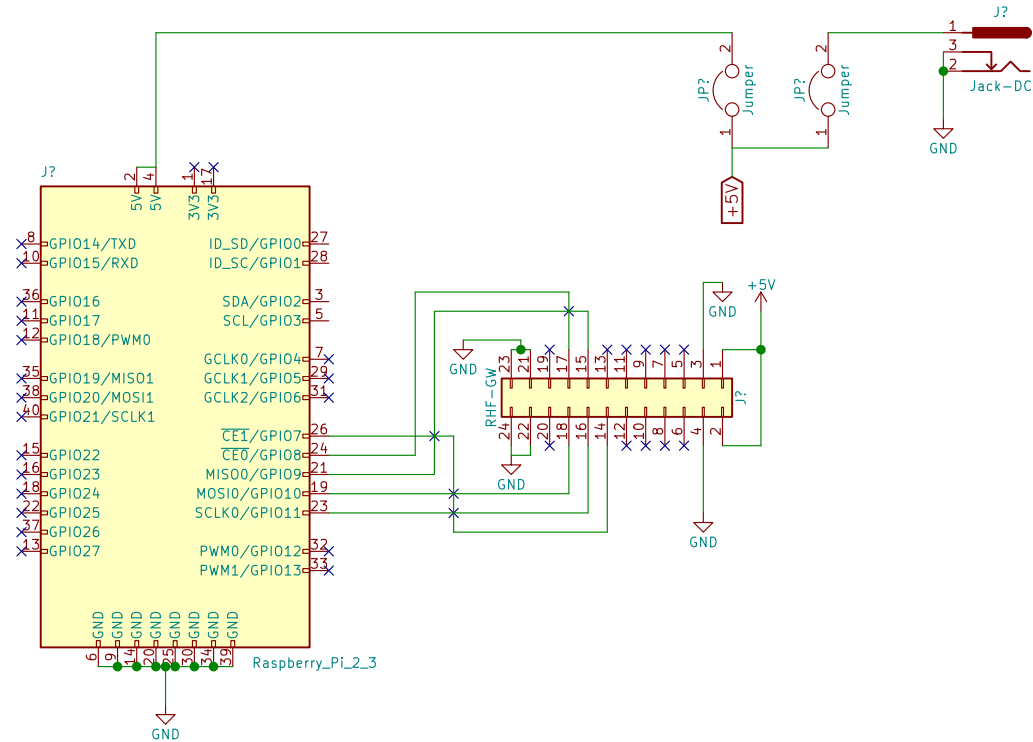 J?
1
3
2
Jack-DC
GND
2
JP?
Jumper
1
2
JP?
Jumper
1
+5V
J?
2
4
1
17
5V
5V
3V3
3V3
8 GPIO14/TXD
10 GPIO15/RXD
36 GPIO16
11 GPIO17
12 GPIO18/PWM0
35 GPIO19/MISO1
38 GPIO20/MOSI1
40 GPIO21/SCLK1
15 GPIO22
16 GPIO23
18 GPIO24
22 GPIO25
37 GPIO26
13 GPIO27
ID_SD/GPIO0 27
ID_SC/GPIO1 28
SDA/GPIO2 3
SCL/GPIO3 5
GCLK0/GPIO4 7
GCLK1/GPIO5 29
GCLK2/GPIO6 31
CE1/GPIO7 26
CE0/GPIO8 24
MISO0/GPIO9 21
MOSI0/GPIO10 19
SCLK0/GPIO11 23
PWM0/GPIO12 32
PWM1/GPIO13 33
GND
GND
GND
GND
GND
GND
GND
GND
6
9
14
20
25
30
34
39
Raspberry_Pi_2_3
GND
+5V
GND
GND
RHF-GW
23
21
19
17
15
13
11
9
7
5
3
1
J?
24
22
20
18
16
14
12
10
8
6
4
2
GND
GND